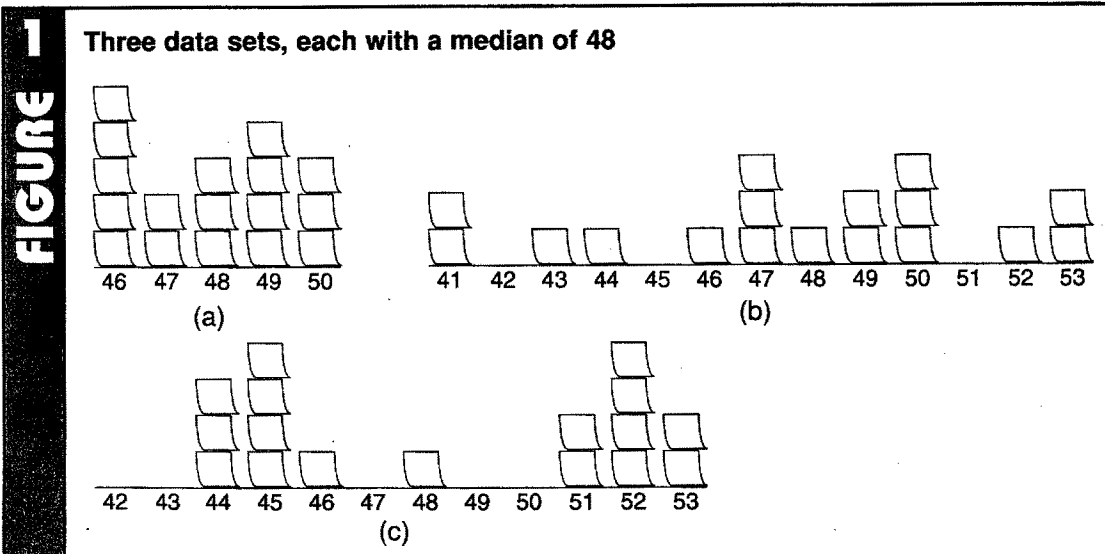 FIGURE 1
Three data sets, each with a median of 48
46 47 48 49 50
(a)
41 42 43 44 45 46 47 48 49 50 51 52 53
(b)
42 43 44 45 46 47 48 49 50 51 52 53
(c)